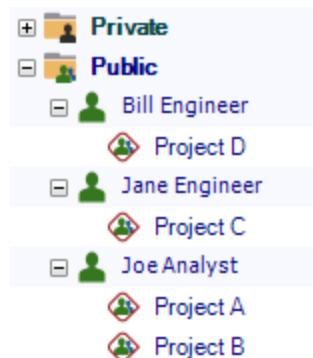 Private
Public
Bill Engineer
Project D
Jane Engineer
Project C
Joe Analyst
Project A
Project B